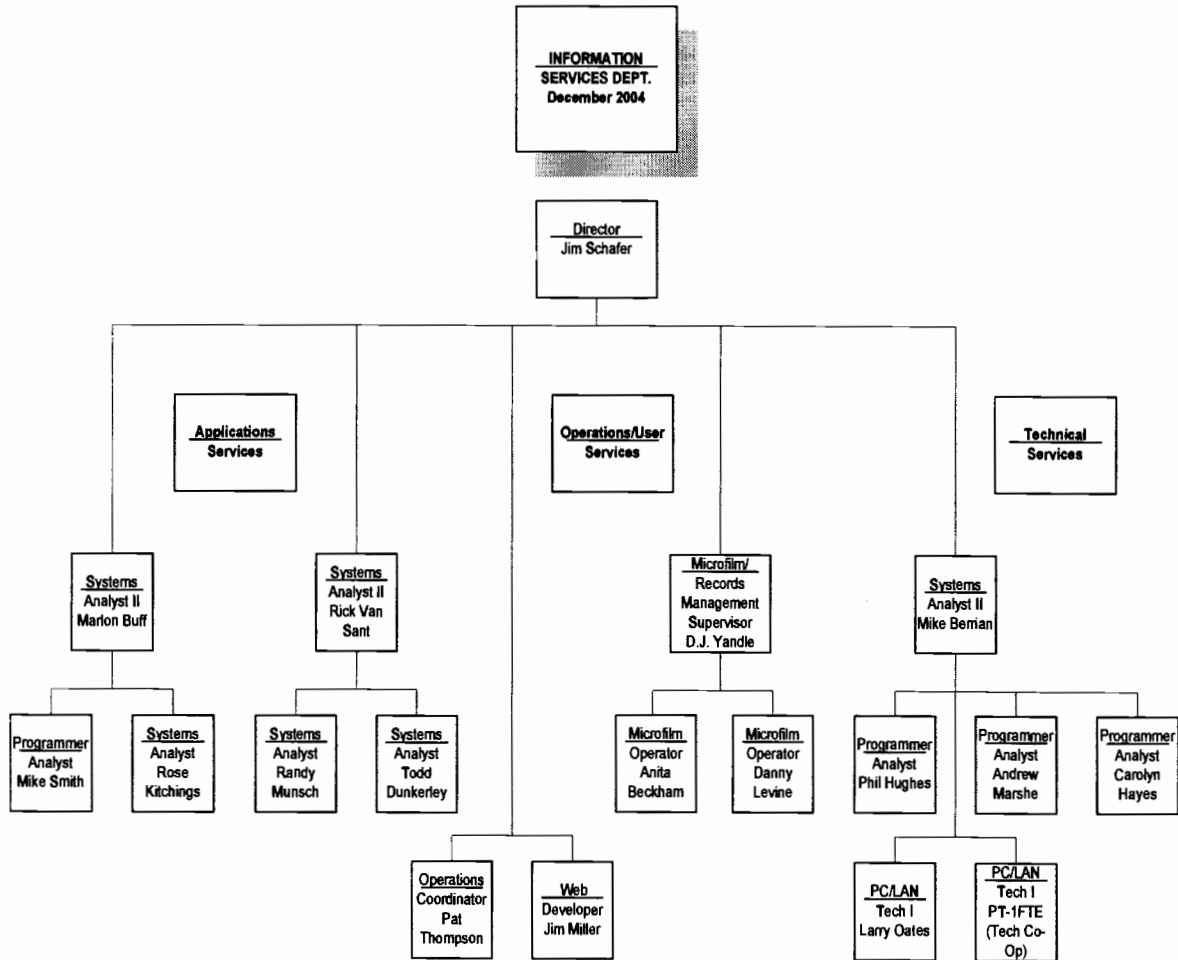 INFORMATION
SERVICES DEPT.
December 2004
Director
Jim Schafer
Applications
Services
Operations/User
Services
Technical
Services
Systems
Analyst II
Marlon Buff
Systems
Analyst II
Rick Van
Sant
Microfilm/
Records
Management
Supervisor
D.J. Yandle
Systems
Analyst II
Mike Berrian
Programmer
Analyst
Mike Smith
Systems
Analyst
Rose
Kitchings
Systems
Analyst
Randy
Munsch
Systems
Analyst
Todd
Dunkerley
Microfilm
Operator
Anita
Beckham
Microfilm
Operator
Danny
Levine
Programmer
Analyst
Phil Hughes
Programmer
Analyst
Andrew
Marshe
Programmer
Analyst
Carolyn
Hayes
Operations
Coordinator
Pat
Thompson
Web
Developer
Jim Miller
PC/LAN
Tech I
Larry Oates
PC/LAN
Tech I
PT-1FTE
(Tech Co-
Op)